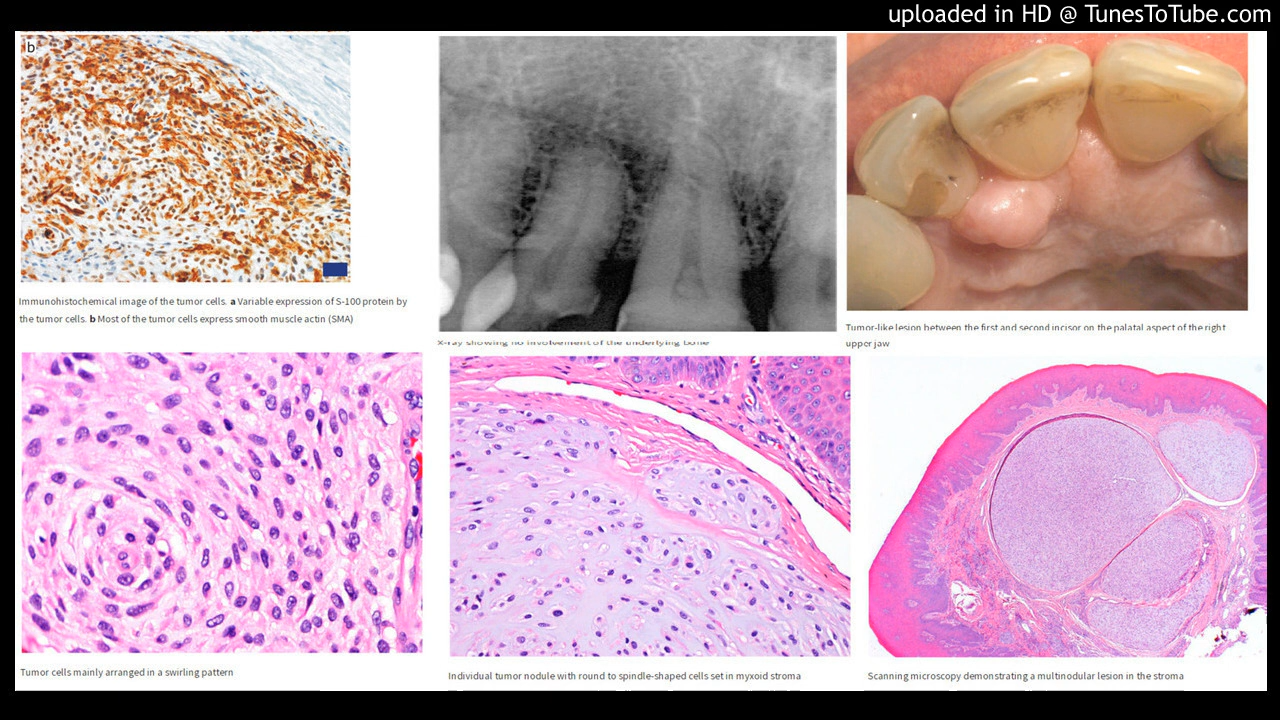 uploaded in HD @ TunesToTube.com
b
Immunohistochemical image of the tumor cells. a Variable expression of S-100 protein by
the tumor cells. b Most of the tumor cells express smooth muscle actin (SMA)
X-ray showing no involvement of the underlying bone
Tumor-like lesion between the first and second incisor on the palatal aspect of the right
upper jaw
Tumor cells mainly arranged in a swirling pattern
Individual tumor nodule with round to spindle-shaped cells set in myxoid stroma
Scanning microscopy demonstrating a multinodular lesion in the stroma